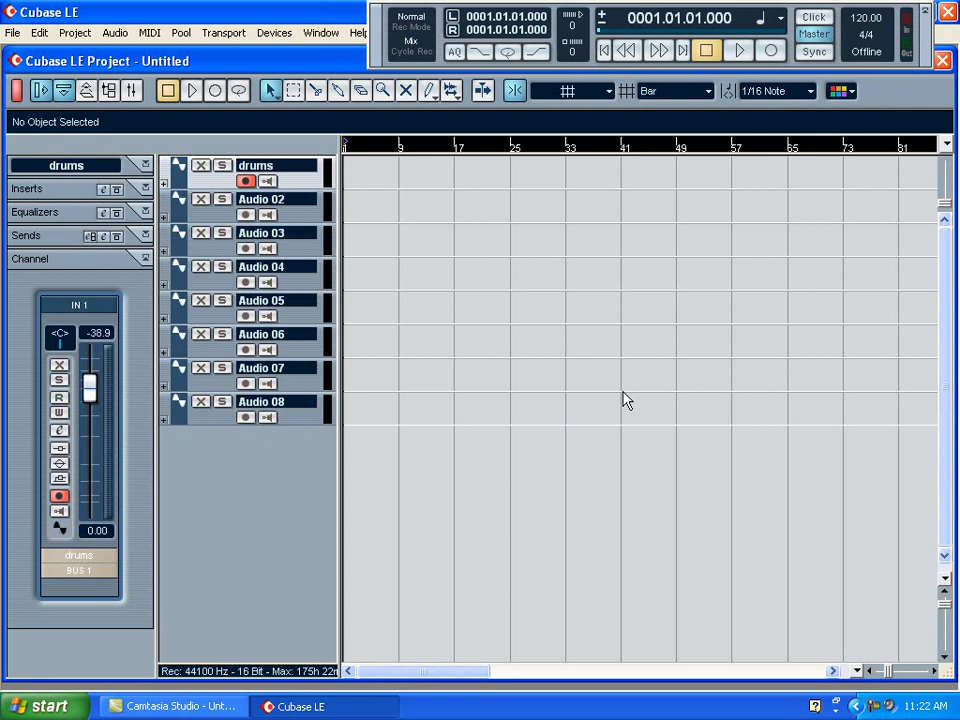 Cubase LE
File Edit Project Audio MIDI Pool Transport Devices Window Help
Normal
Rec Mode
Mix
Cycle Rec
L 0001.01.01.000
R 0001.01.01.000
AQ
0
0
0001.01.01.000
Click
Master
Sync
120.00
4/4
Offline
In
Out
Cubase LE Project - Untitled
Bar
1/16 Note
No Object Selected
1 9 17 25 33 41 49 57 65 73 81
drums
Inserts
Equalizers
Sends
Channel
IN 1
<C> -38.9
X
S
R
W
e
0.00
drums
BUS 1
X S drums
X S Audio 02
X S Audio 03
X S Audio 04
X S Audio 05
X S Audio 06
X S Audio 07
X S Audio 08
Rec: 44100 Hz - 16 Bit - Max: 175h 22m
start
Camtasia Studio - Unt...
Cubase LE
11:22 AM